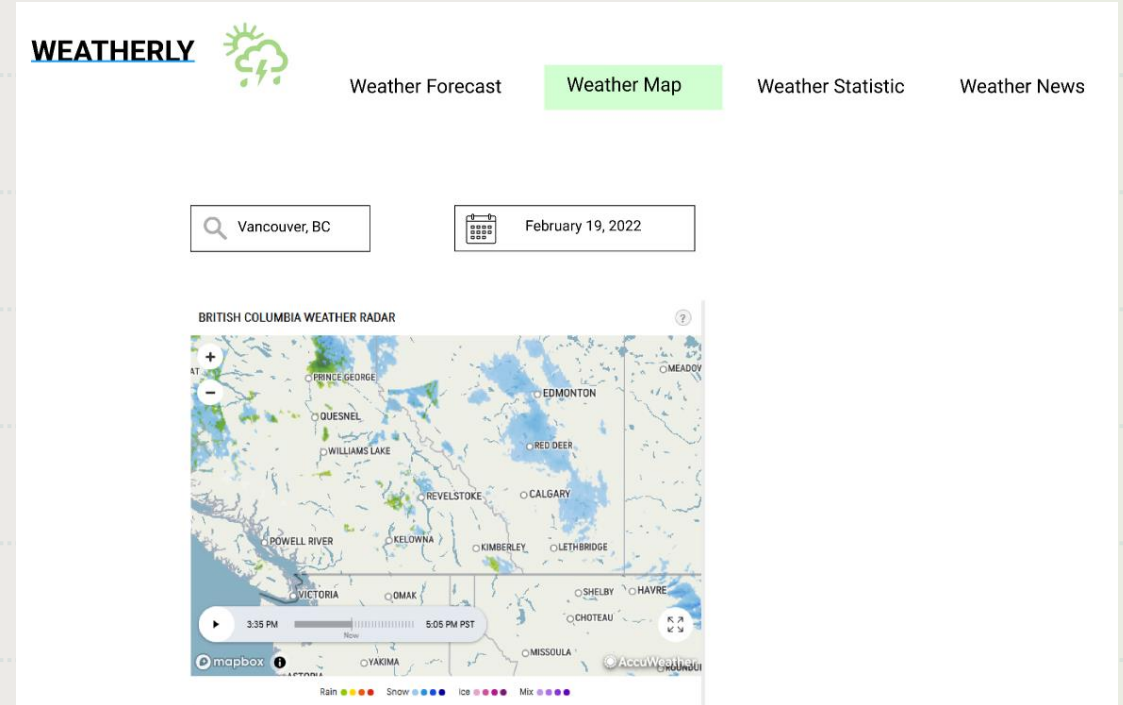 WEATHERLY
Weather Forecast Weather Map Weather Statistic Weather News
Vancouver, BC February 19, 2022
BRITISH COLUMBIA WEATHER RADAR ?
+
AT PRINCE GEORGE MEADOW
−
EDMONTON
QUESNEL
RED DEER
WILLIAMS LAKE
REVELSTOKE CALGARY
POWELL RIVER KELOWNA KIMBERLEY LETHBRIDGE
VICTORIA OMAK SHELBY HAVRE
CHOTEAU
3:35 PM 5:05 PM PST
Now
MISSOULA
mapbox i YAKIMA AccuWeather
ASTORIA
Rain Snow Ice Mix